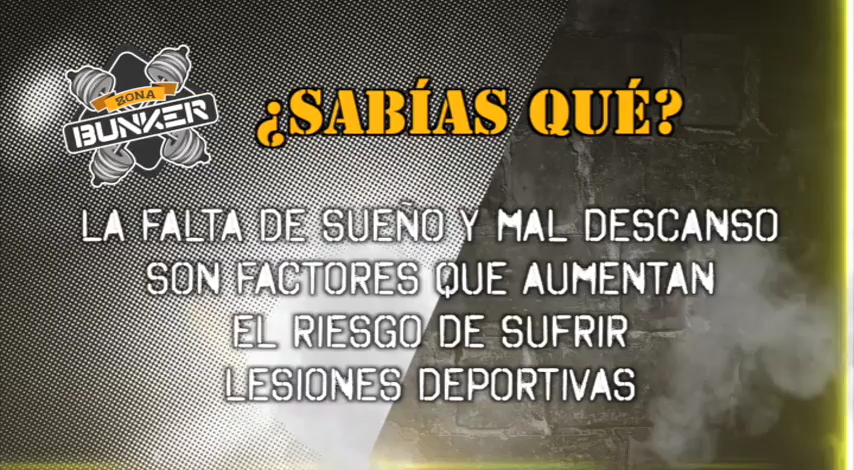 ZONA
BUNKER
¿SABÍAS QUÉ?
LA FALTA DE SUEÑO Y MAL DESCANSO
SON FACTORES QUE AUMENTAN
EL RIESGO DE SUFRIR
LESIONES DEPORTIVAS